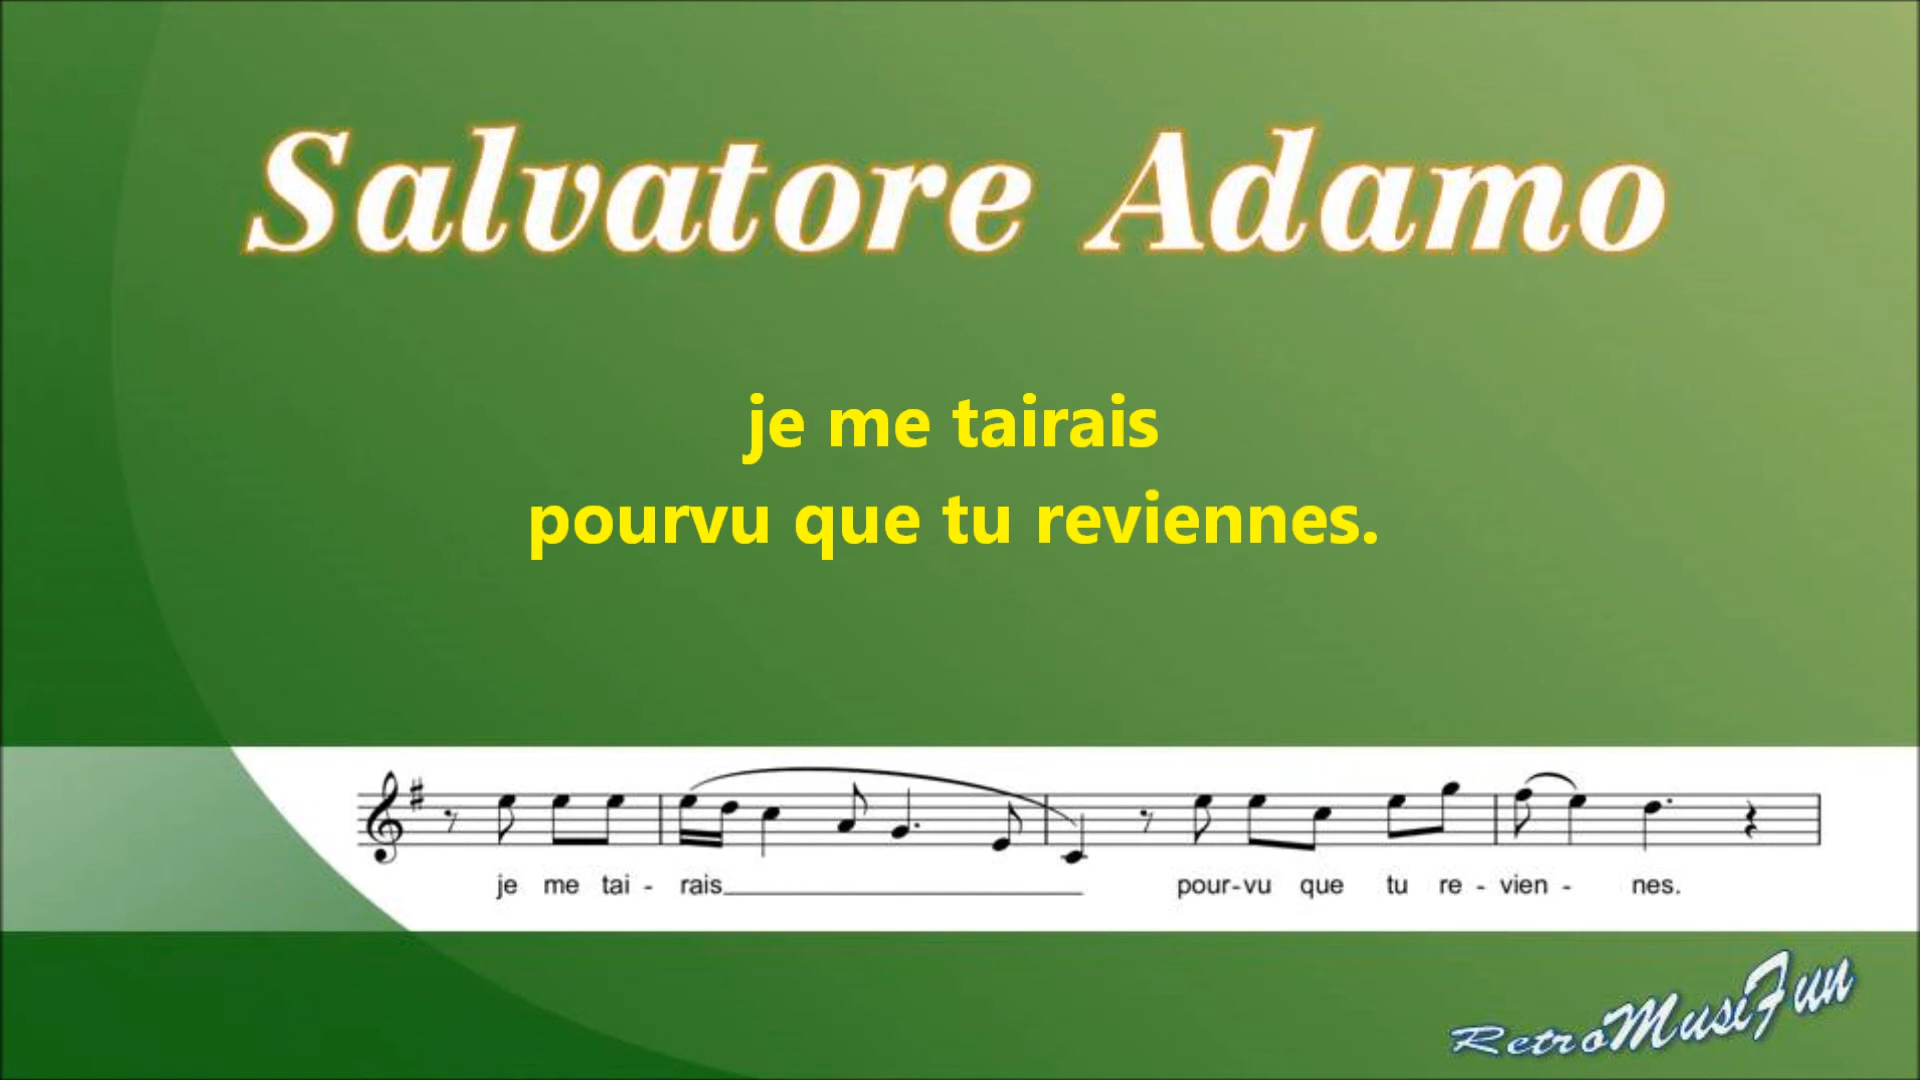 Salvatore Adamo
je me tairais
pourvu que tu reviennes.
je me tai - rais
pour-vu que tu re - vien - nes.
RetroMusiFun